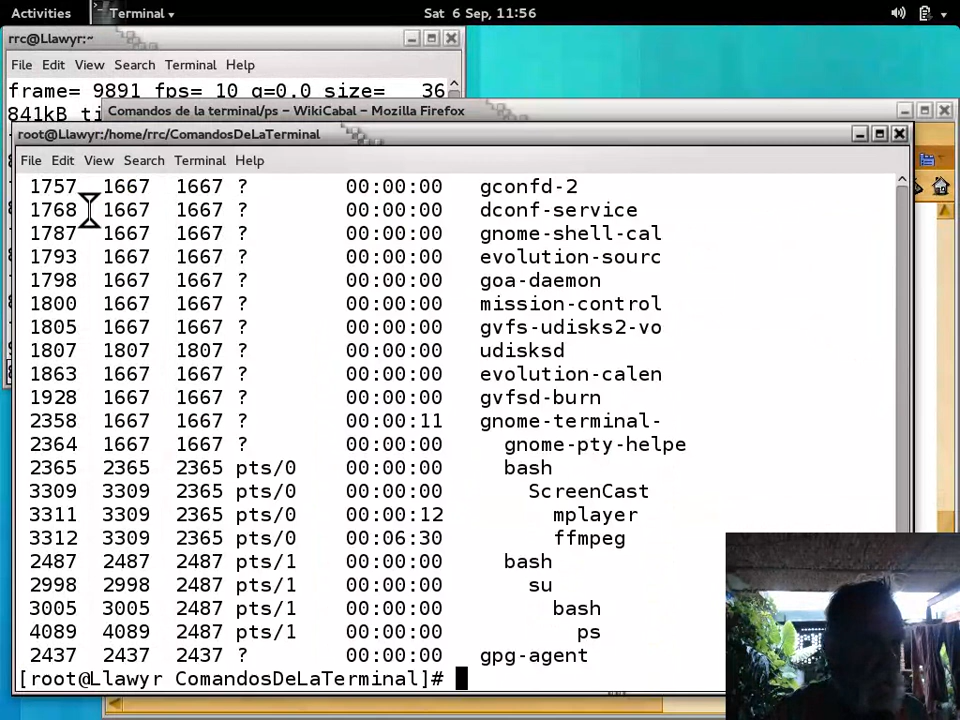 Activities Terminal Sat 6 Sep, 11:56
rrc@Llawyr:~
File Edit View Search Terminal Help
frame= 9891 fps= 10 q=0.0 size= 36
841kB ti
Comandos de la terminal/ps – WikiCabal – Mozilla Firefox
root@Llawyr:/home/rrc/ComandosDeLaTerminal
File Edit View Search Terminal Help
1757 1667 1667 ? 00:00:00 gconfd-2
1768 1667 1667 ? 00:00:00 dconf-service
1787 1667 1667 ? 00:00:00 gnome-shell-cal
1793 1667 1667 ? 00:00:00 evolution-sourc
1798 1667 1667 ? 00:00:00 goa-daemon
1800 1667 1667 ? 00:00:00 mission-control
1805 1667 1667 ? 00:00:00 gvfs-udisks2-vo
1807 1807 1807 ? 00:00:00 udisksd
1863 1667 1667 ? 00:00:00 evolution-calen
1928 1667 1667 ? 00:00:00 gvfsd-burn
2358 1667 1667 ? 00:00:11 gnome-terminal-
2364 1667 1667 ? 00:00:00 gnome-pty-helpe
2365 2365 2365 pts/0 00:00:00 bash
3309 3309 2365 pts/0 00:00:00 ScreenCast
3311 3309 2365 pts/0 00:00:12 mplayer
3312 3309 2365 pts/0 00:06:30 ffmpeg
2487 2487 2487 pts/1 00:00:00 bash
2998 2998 2487 pts/1 00:00:00 su
3005 3005 2487 pts/1 00:00:00 bash
4089 4089 2487 pts/1 00:00:00 ps
2437 2437 2437 ? 00:00:00 gpg-agent
[root@Llawyr ComandosDeLaTerminal]#